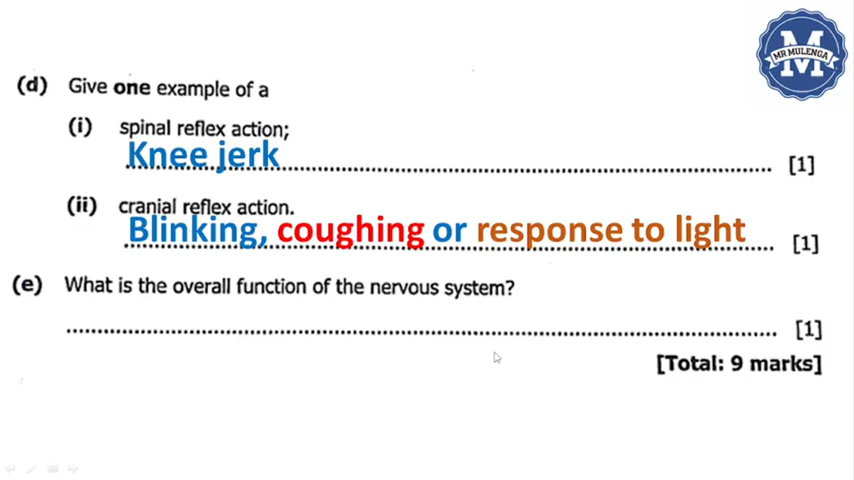 M
MR MULENGA
(d) Give one example of a
(i) spinal reflex action;
Knee jerk
[1]
(ii) cranial reflex action.
Blinking, coughing or response to light
[1]
(e) What is the overall function of the nervous system?
[1]
[Total: 9 marks]